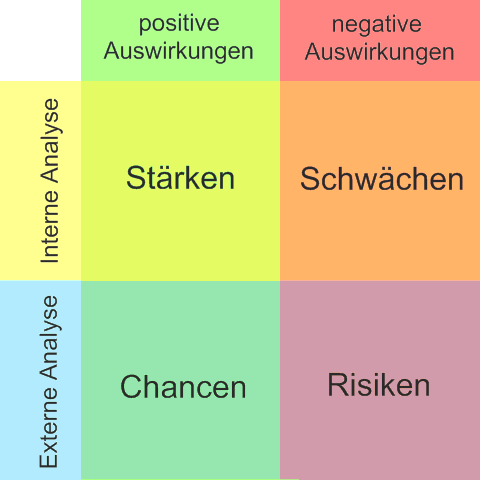 positive
Auswirkungen
negative
Auswirkungen
Interne Analyse
Stärken
Schwächen
Externe Analyse
Chancen
Risiken